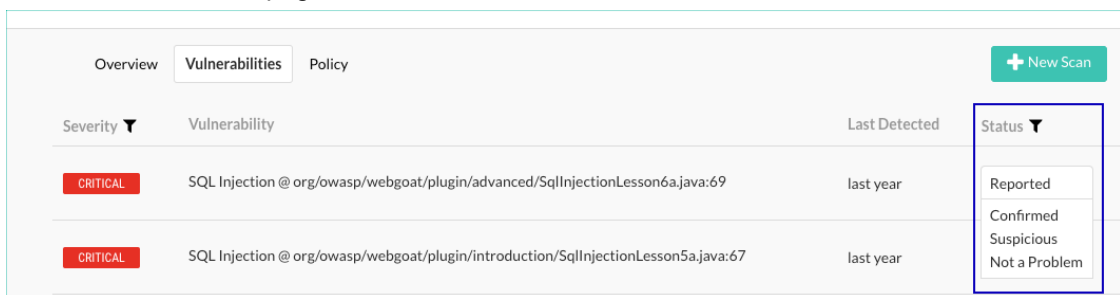 Overview Vulnerabilities Policy New Scan
Severity Vulnerability Last Detected Status
CRITICAL SQL Injection @ org/owasp/webgoat/plugin/advanced/SqlInjectionLesson6a.java:69 last year Reported
Confirmed
Suspicious
CRITICAL SQL Injection @ org/owasp/webgoat/plugin/introduction/SqlInjectionLesson5a.java:67 last year Not a Problem